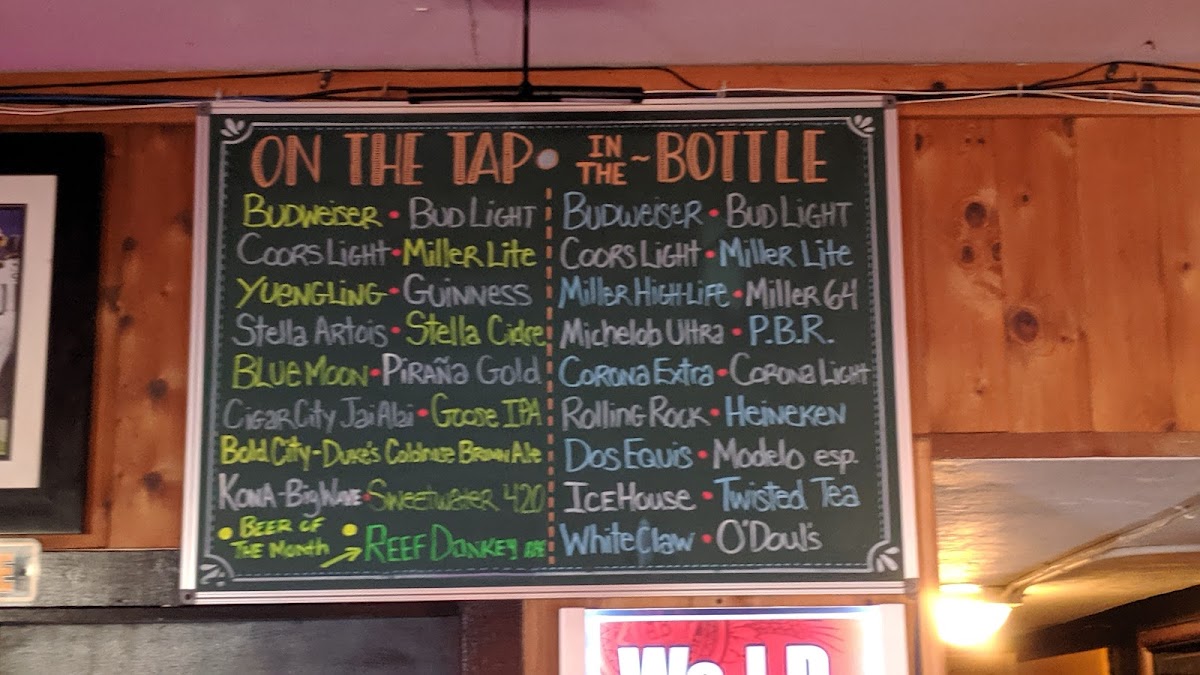 ON THE TAP • IN THE ~ BOTTLE
Budweiser • Bud Light
Coors Light • Miller Lite
Yuengling • Guinness
Stella Artois • Stella Cidre
Blue Moon • Piraña Gold
Cigar City Jai Alai • Goose IPA
Bold City - Duke's Coldnose Brown Ale
Kona - Big Wave • Sweetwater 420
• Beer of The Month • → Reef Donkey APA
Budweiser • Bud Light
Coors Light • Miller Lite
Miller High-Life • Miller 64
Michelob Ultra • P.B.R.
Corona Extra • Corona Light
Rolling Rock • Heineken
Dos Equis • Modelo esp.
IceHouse • Twisted Tea
White Claw • O'Doul's